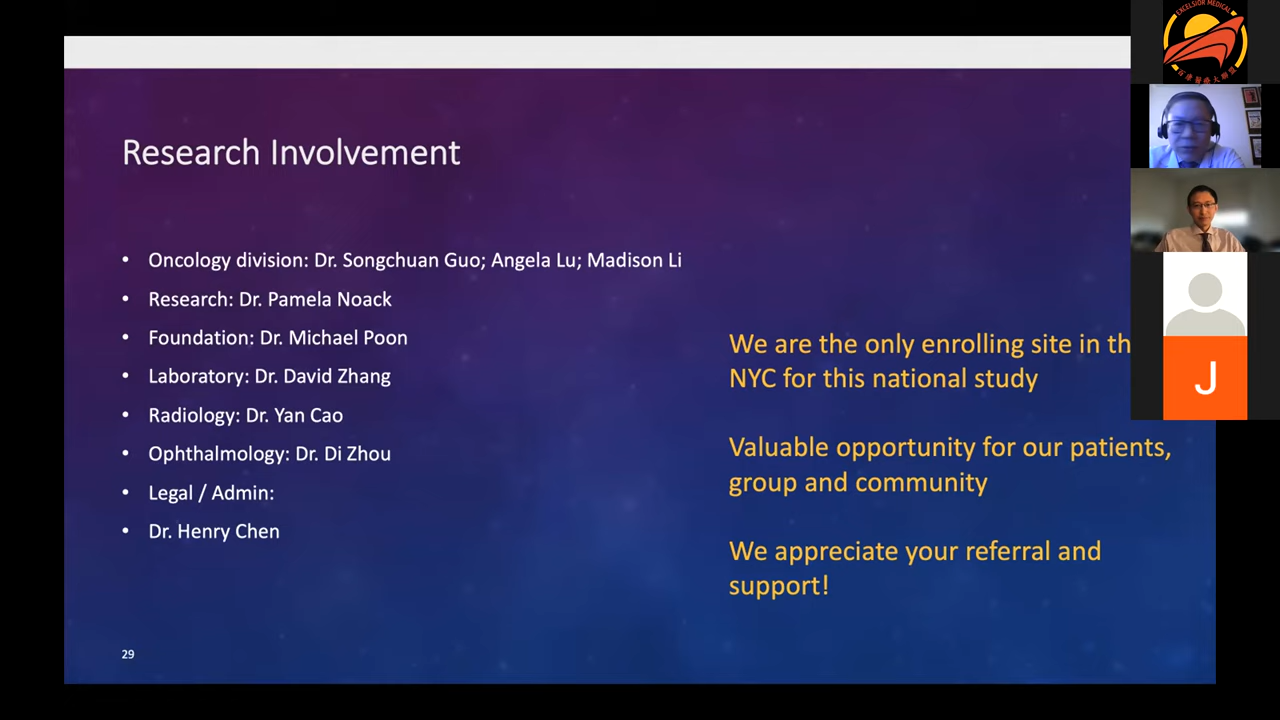 EXCELSIOR MEDICAL
Research Involvement
• Oncology division: Dr. Songchuan Guo; Angela Lu; Madison Li
• Research: Dr. Pamela Noack
• Foundation: Dr. Michael Poon
• Laboratory: Dr. David Zhang
• Radiology: Dr. Yan Cao
• Ophthalmology: Dr. Di Zhou
• Legal / Admin:
• Dr. Henry Chen
We are the only enrolling site in th
NYC for this national study
Valuable opportunity for our patients,
group and community
We appreciate your referral and
support!
J
29